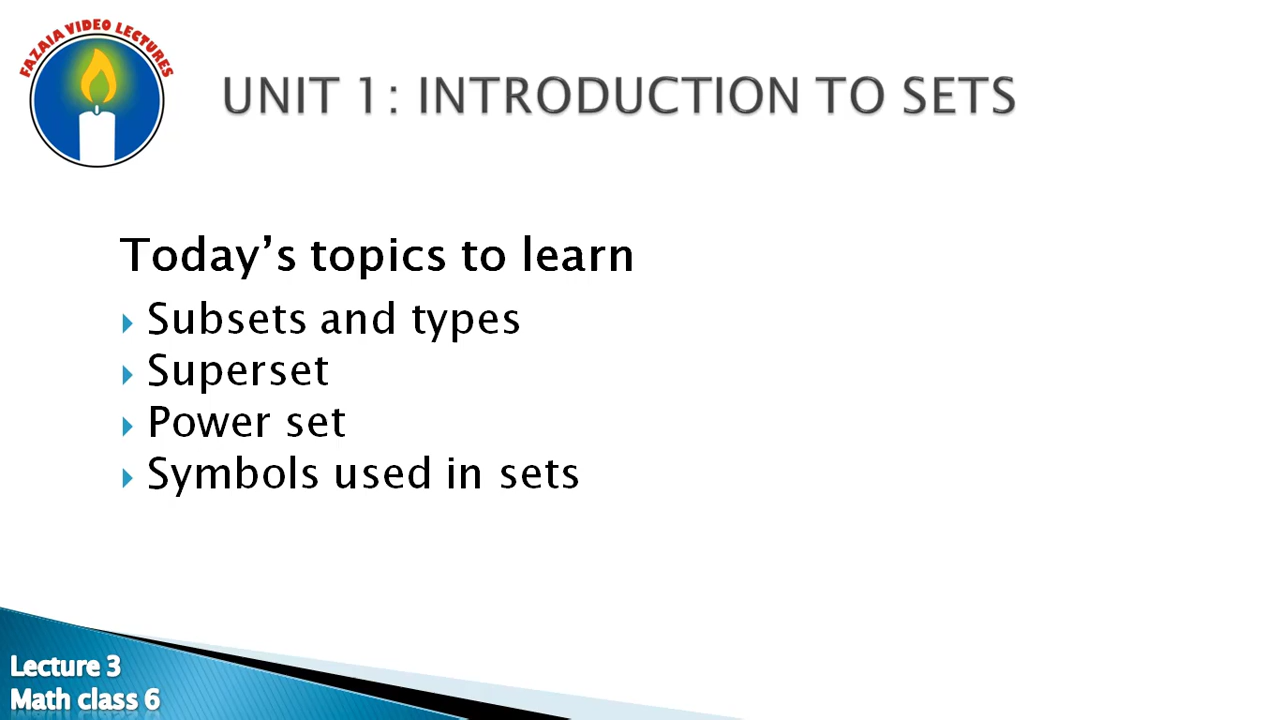 FAZAIA VIDEO LECTURES
UNIT 1: INTRODUCTION TO SETS
Today’s topics to learn
Subsets and types
Superset
Power set
Symbols used in sets
Lecture 3
Math class 6